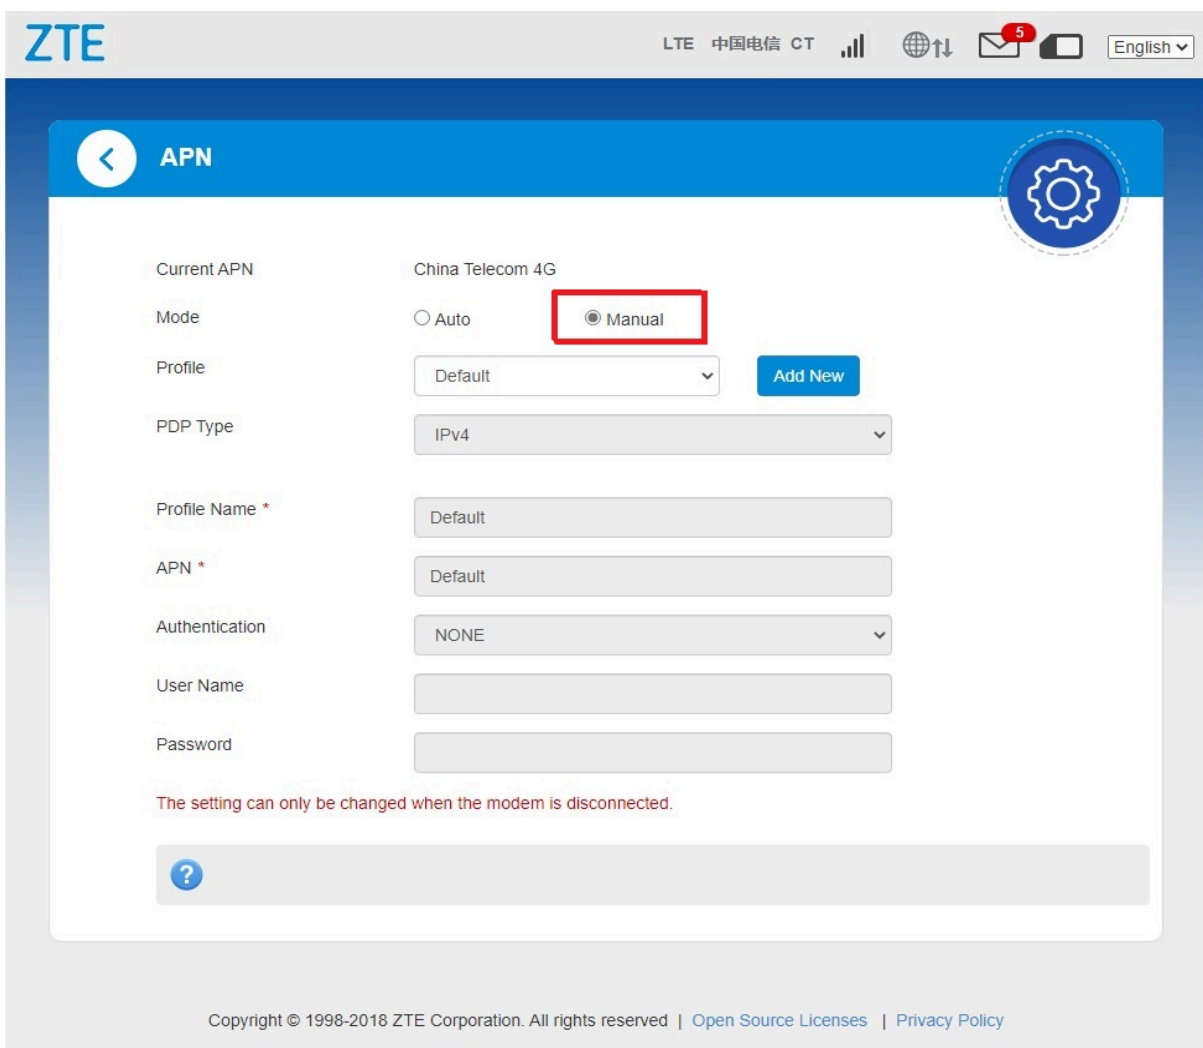 ZTE
LTE 中国电信 CT 5 English
APN
Current APN China Telecom 4G
Mode Auto Manual
Profile Default Add New
PDP Type IPv4
Profile Name * Default
APN * Default
Authentication NONE
User Name
Password
The setting can only be changed when the modem is disconnected.
?
Copyright © 1998-2018 ZTE Corporation. All rights reserved | Open Source Licenses | Privacy Policy